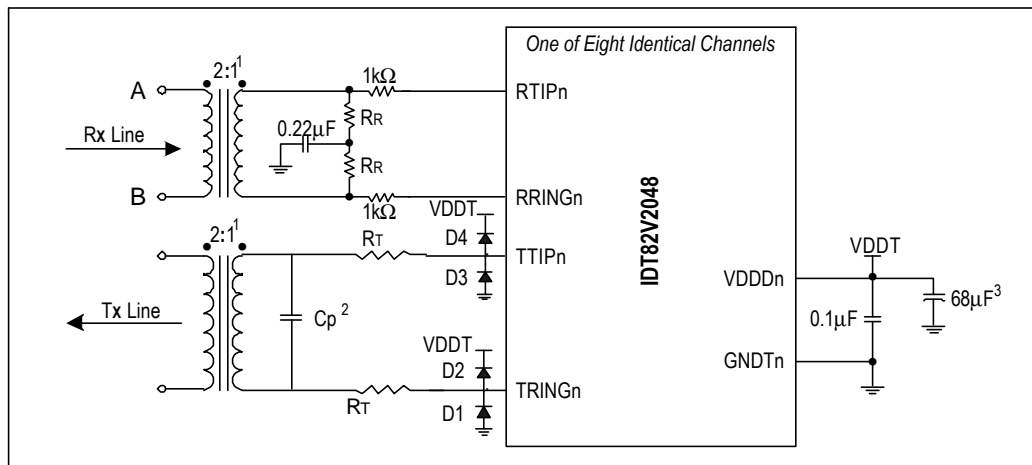 One of Eight Identical Channels
2:1¹
A
B
Rx Line
1kΩ
RR
0.22µF
RR
1kΩ
RTIPn
RRINGn
VDDT
D4
D3
TTIPn
2:1¹
RT
Tx Line
Cp ²
VDDT
D2
D1
RT
TRINGn
IDT82V2048
VDDDn
GNDTn
VDDT
0.1µF
68µF³